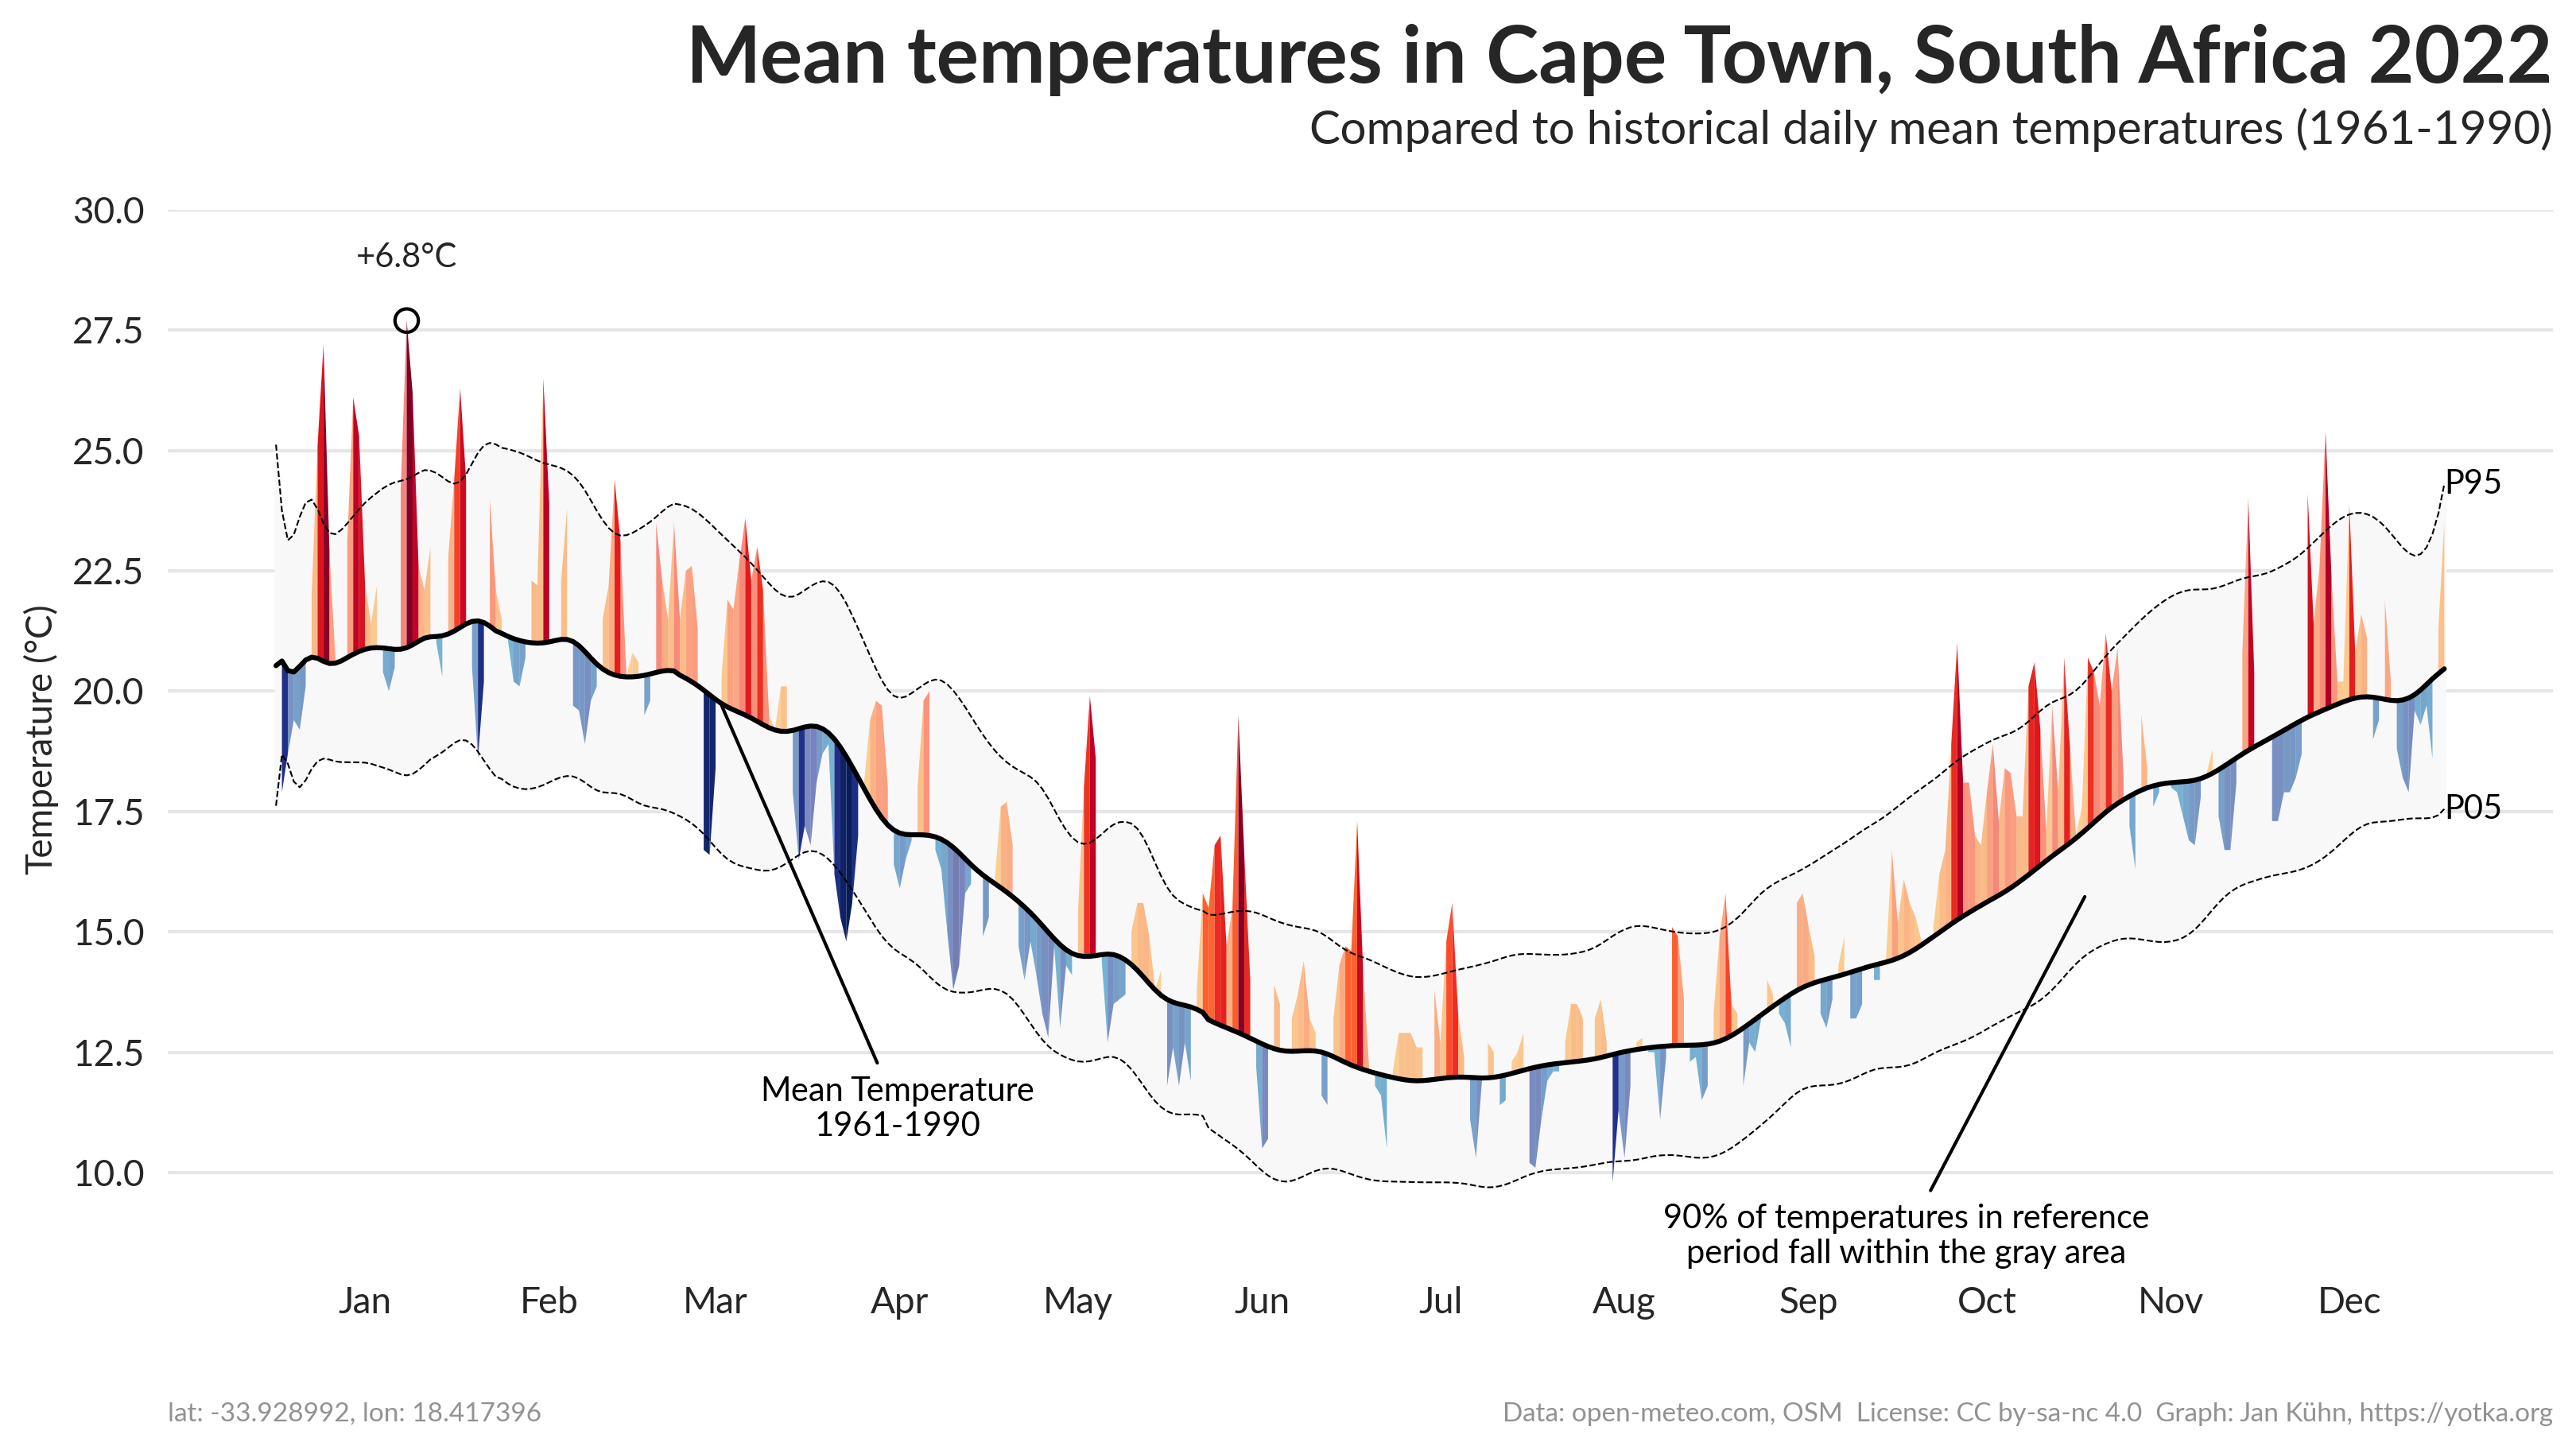 Mean temperatures in Cape Town, South Africa 2022
Compared to historical daily mean temperatures (1961-1990)
30.0
+6.8°C
27.5
25.0
P95
22.5
20.0
17.5
P05
15.0
12.5
10.0
Temperature (°C)
Mean Temperature
1961-1990
90% of temperatures in reference
period fall within the gray area
Jan Feb Mar Apr May Jun Jul Aug Sep Oct Nov Dec
lat: -33.928992, lon: 18.417396
Data: open-meteo.com, OSM License: CC by-sa-nc 4.0 Graph: Jan Kühn, https://yotka.org